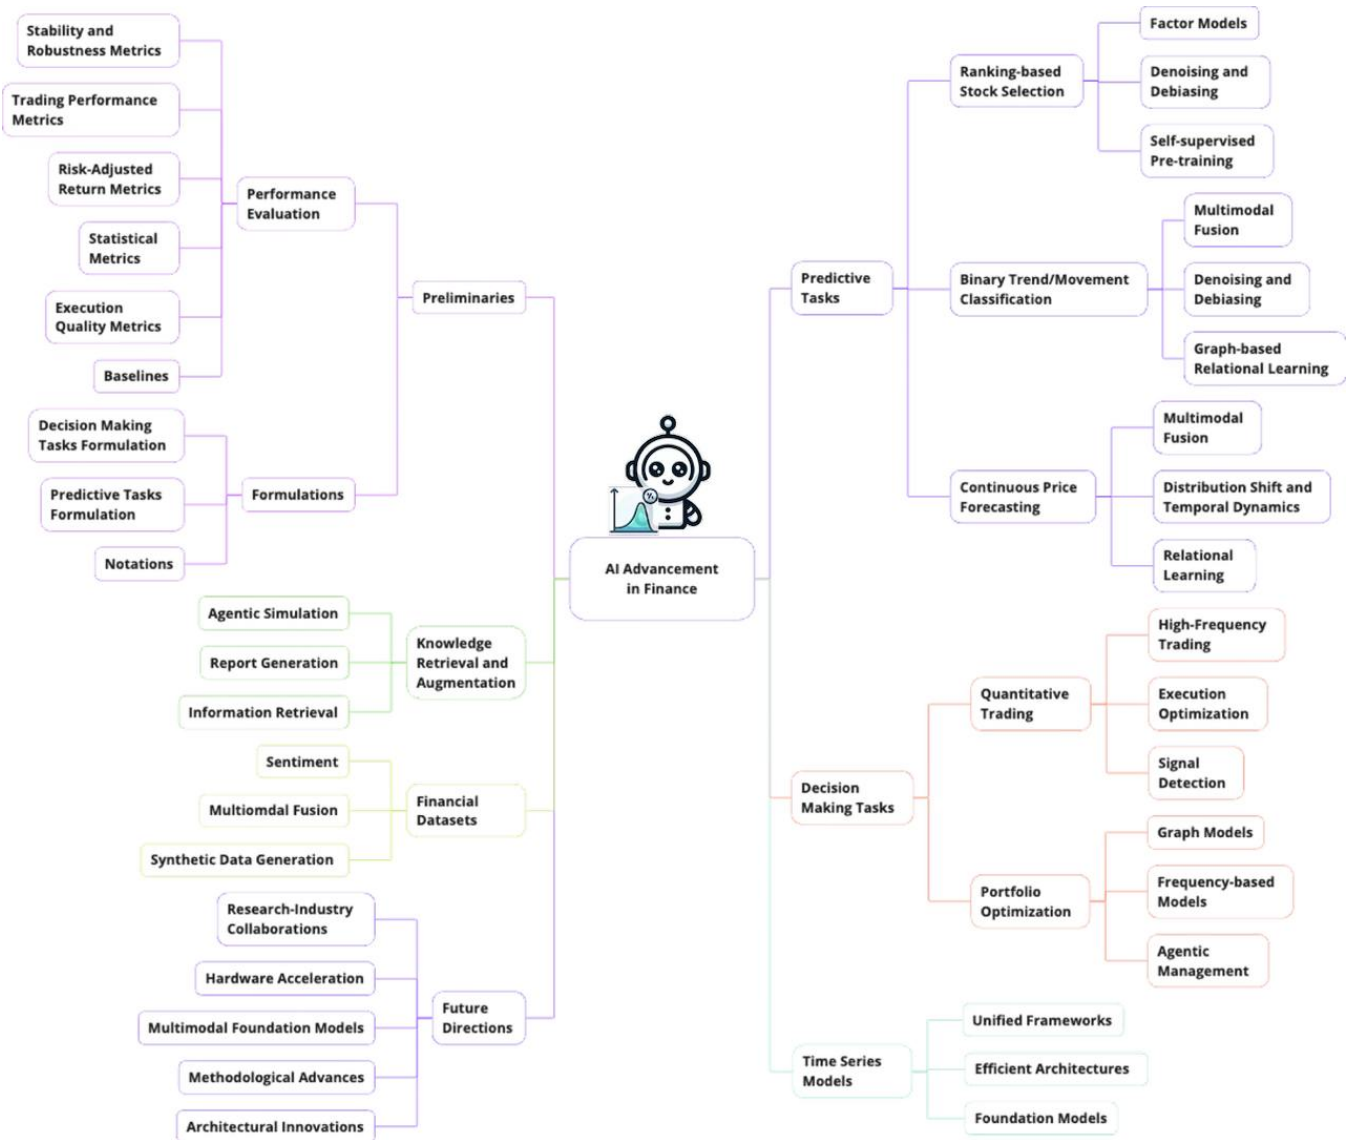 Stability and
Robustness Metrics
Trading Performance
Metrics
Risk-Adjusted
Return Metrics
Statistical
Metrics
Execution
Quality Metrics
Baselines
Performance
Evaluation
Decision Making
Tasks Formulation
Predictive Tasks
Formulation
Notations
Formulations
Preliminaries
Agentic Simulation
Report Generation
Information Retrieval
Knowledge
Retrieval and
Augmentation
Sentiment
Multiomdal Fusion
Synthetic Data Generation
Financial
Datasets
Research-Industry
Collaborations
Hardware Acceleration
Multimodal Foundation Models
Methodological Advances
Architectural Innovations
Future
Directions
AI Advancement
in Finance
Predictive
Tasks
Ranking-based
Stock Selection
Factor Models
Denoising and
Debiasing
Self-supervised
Pre-training
Binary Trend/Movement
Classification
Multimodal
Fusion
Denoising and
Debiasing
Graph-based
Relational Learning
Continuous Price
Forecasting
Multimodal
Fusion
Distribution Shift and
Temporal Dynamics
Relational
Learning
Decision
Making Tasks
Quantitative
Trading
High-Frequency
Trading
Execution
Optimization
Signal
Detection
Portfolio
Optimization
Graph Models
Frequency-based
Models
Agentic
Management
Time Series
Models
Unified Frameworks
Efficient Architectures
Foundation Models